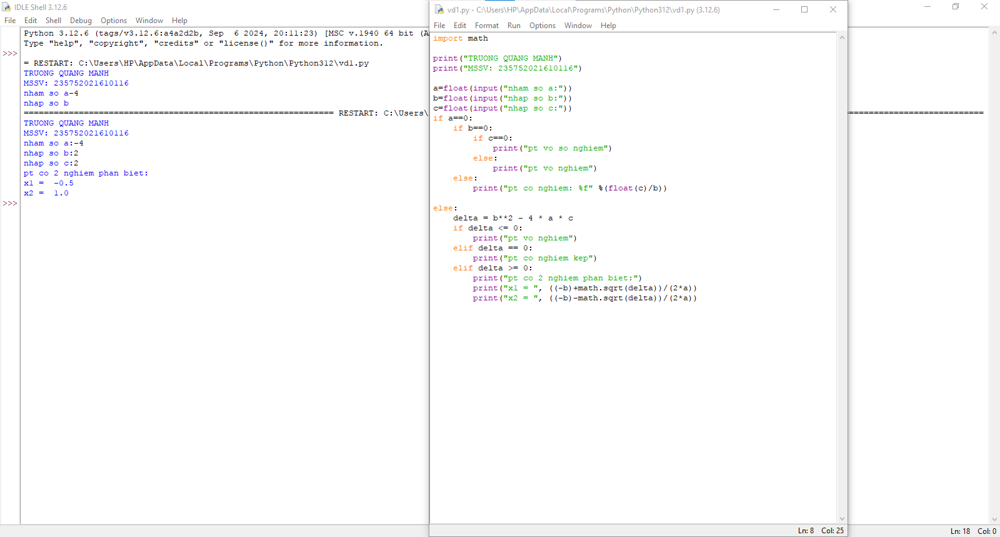 IDLE Shell 3.12.6
File Edit Shell Debug Options Window Help
Python 3.12.6 (tags/v3.12.6:a4a2d2b, Sep  6 2024, 20:11:23) [MSC v.1940 64 bit (A
Type "help", "copyright", "credits" or "license()" for more information.
>>>
= RESTART: C:\Users\HP\AppData\Local\Programs\Python\Python312\vd1.py
TRUONG QUANG MANH
MSSV: 235752021610116
nham so a-4
nhap so b
============================================================== RESTART: C:\Users\
TRUONG QUANG MANH
MSSV: 235752021610116
nham so a:-4
nhap so b:2
nhap so c:2
pt co 2 nghiem phan biet:
x1 =  -0.5
x2 =  1.0
>>>
vd1.py - C:\Users\HP\AppData\Local\Programs\Python\Python312\vd1.py (3.12.6)
File Edit Format Run Options Window Help
import math

print("TRUONG QUANG MANH")
print("MSSV: 235752021610116")

a=float(input("nham so a:"))
b=float(input("nhap so b:"))
c=float(input("nhap so c:"))
if a==0:
    if b==0:
        if c==0:
            print("pt vo so nghiem")
        else:
            print("pt vo nghiem")
    else:
        print("pt co nghiem: %f" %(float(c)/b))

else:
    delta = b**2 - 4 * a * c
    if delta <= 0:
        print("pt vo nghiem")
    elif delta == 0:
        print("pt co nghiem kep")
    elif delta >= 0:
        print("pt co 2 nghiem phan biet:")
        print("x1 = ", ((-b)+math.sqrt(delta))/(2*a))
        print("x2 = ", ((-b)-math.sqrt(delta))/(2*a))
Ln: 8 Col: 25
Ln: 18 Col: 0